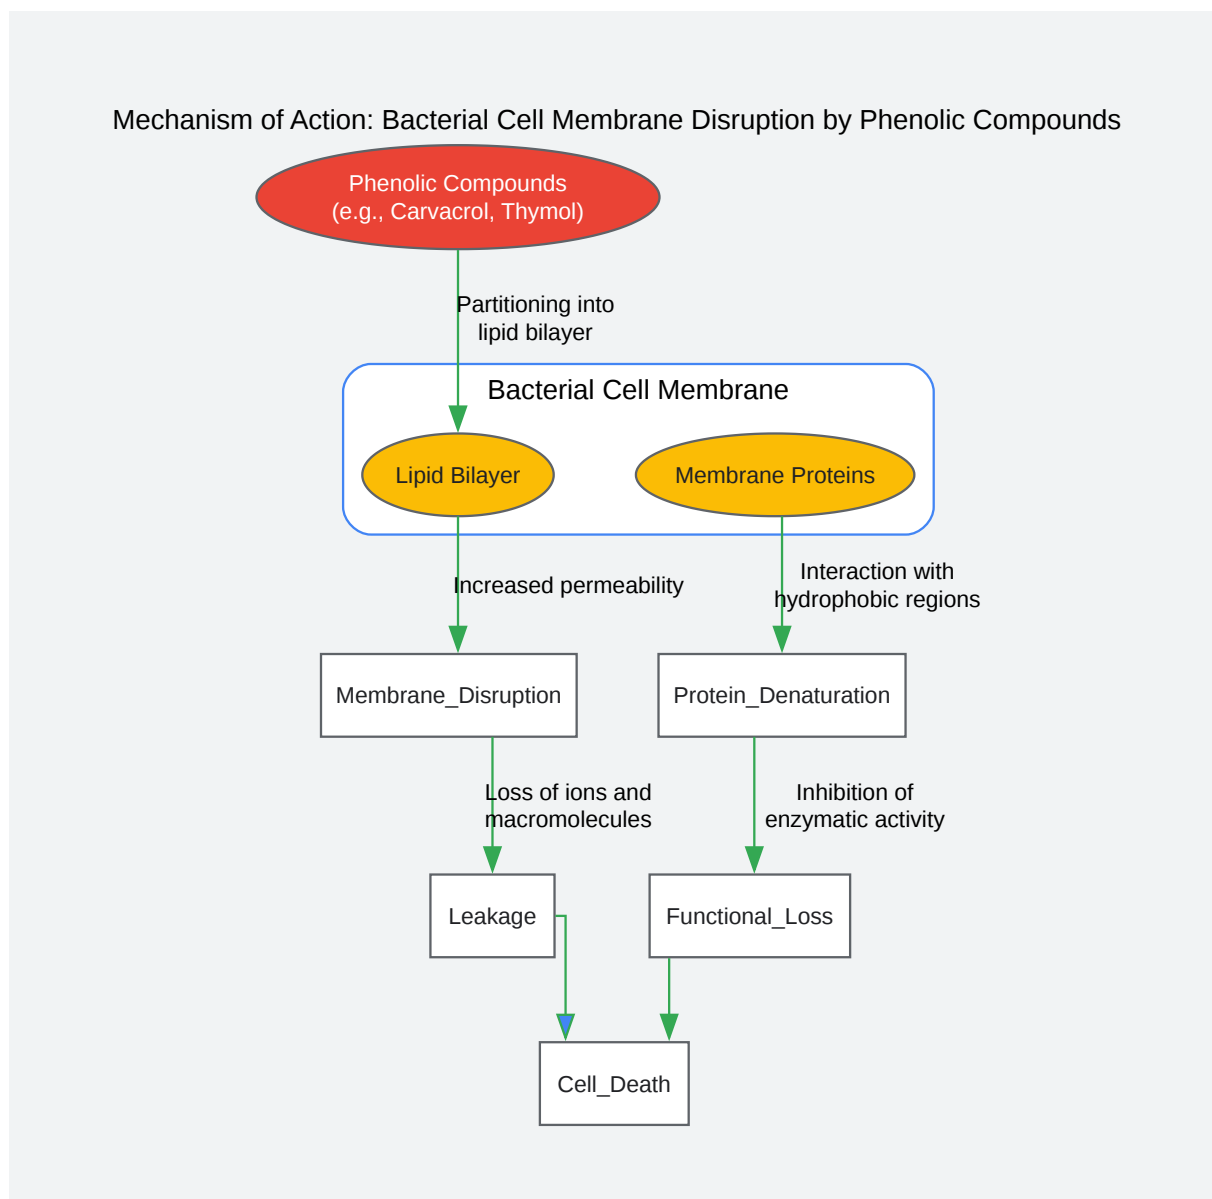 Mechanism of Action: Bacterial Cell Membrane Disruption by Phenolic Compounds
Phenolic Compounds
(e.g., Carvacrol, Thymol)
Partitioning into
lipid bilayer
Bacterial Cell Membrane
Lipid Bilayer
Membrane Proteins
Increased permeability
Interaction with
hydrophobic regions
Membrane_Disruption
Protein_Denaturation
Loss of ions and
macromolecules
Inhibition of
enzymatic activity
Leakage
Functional_Loss
Cell_Death